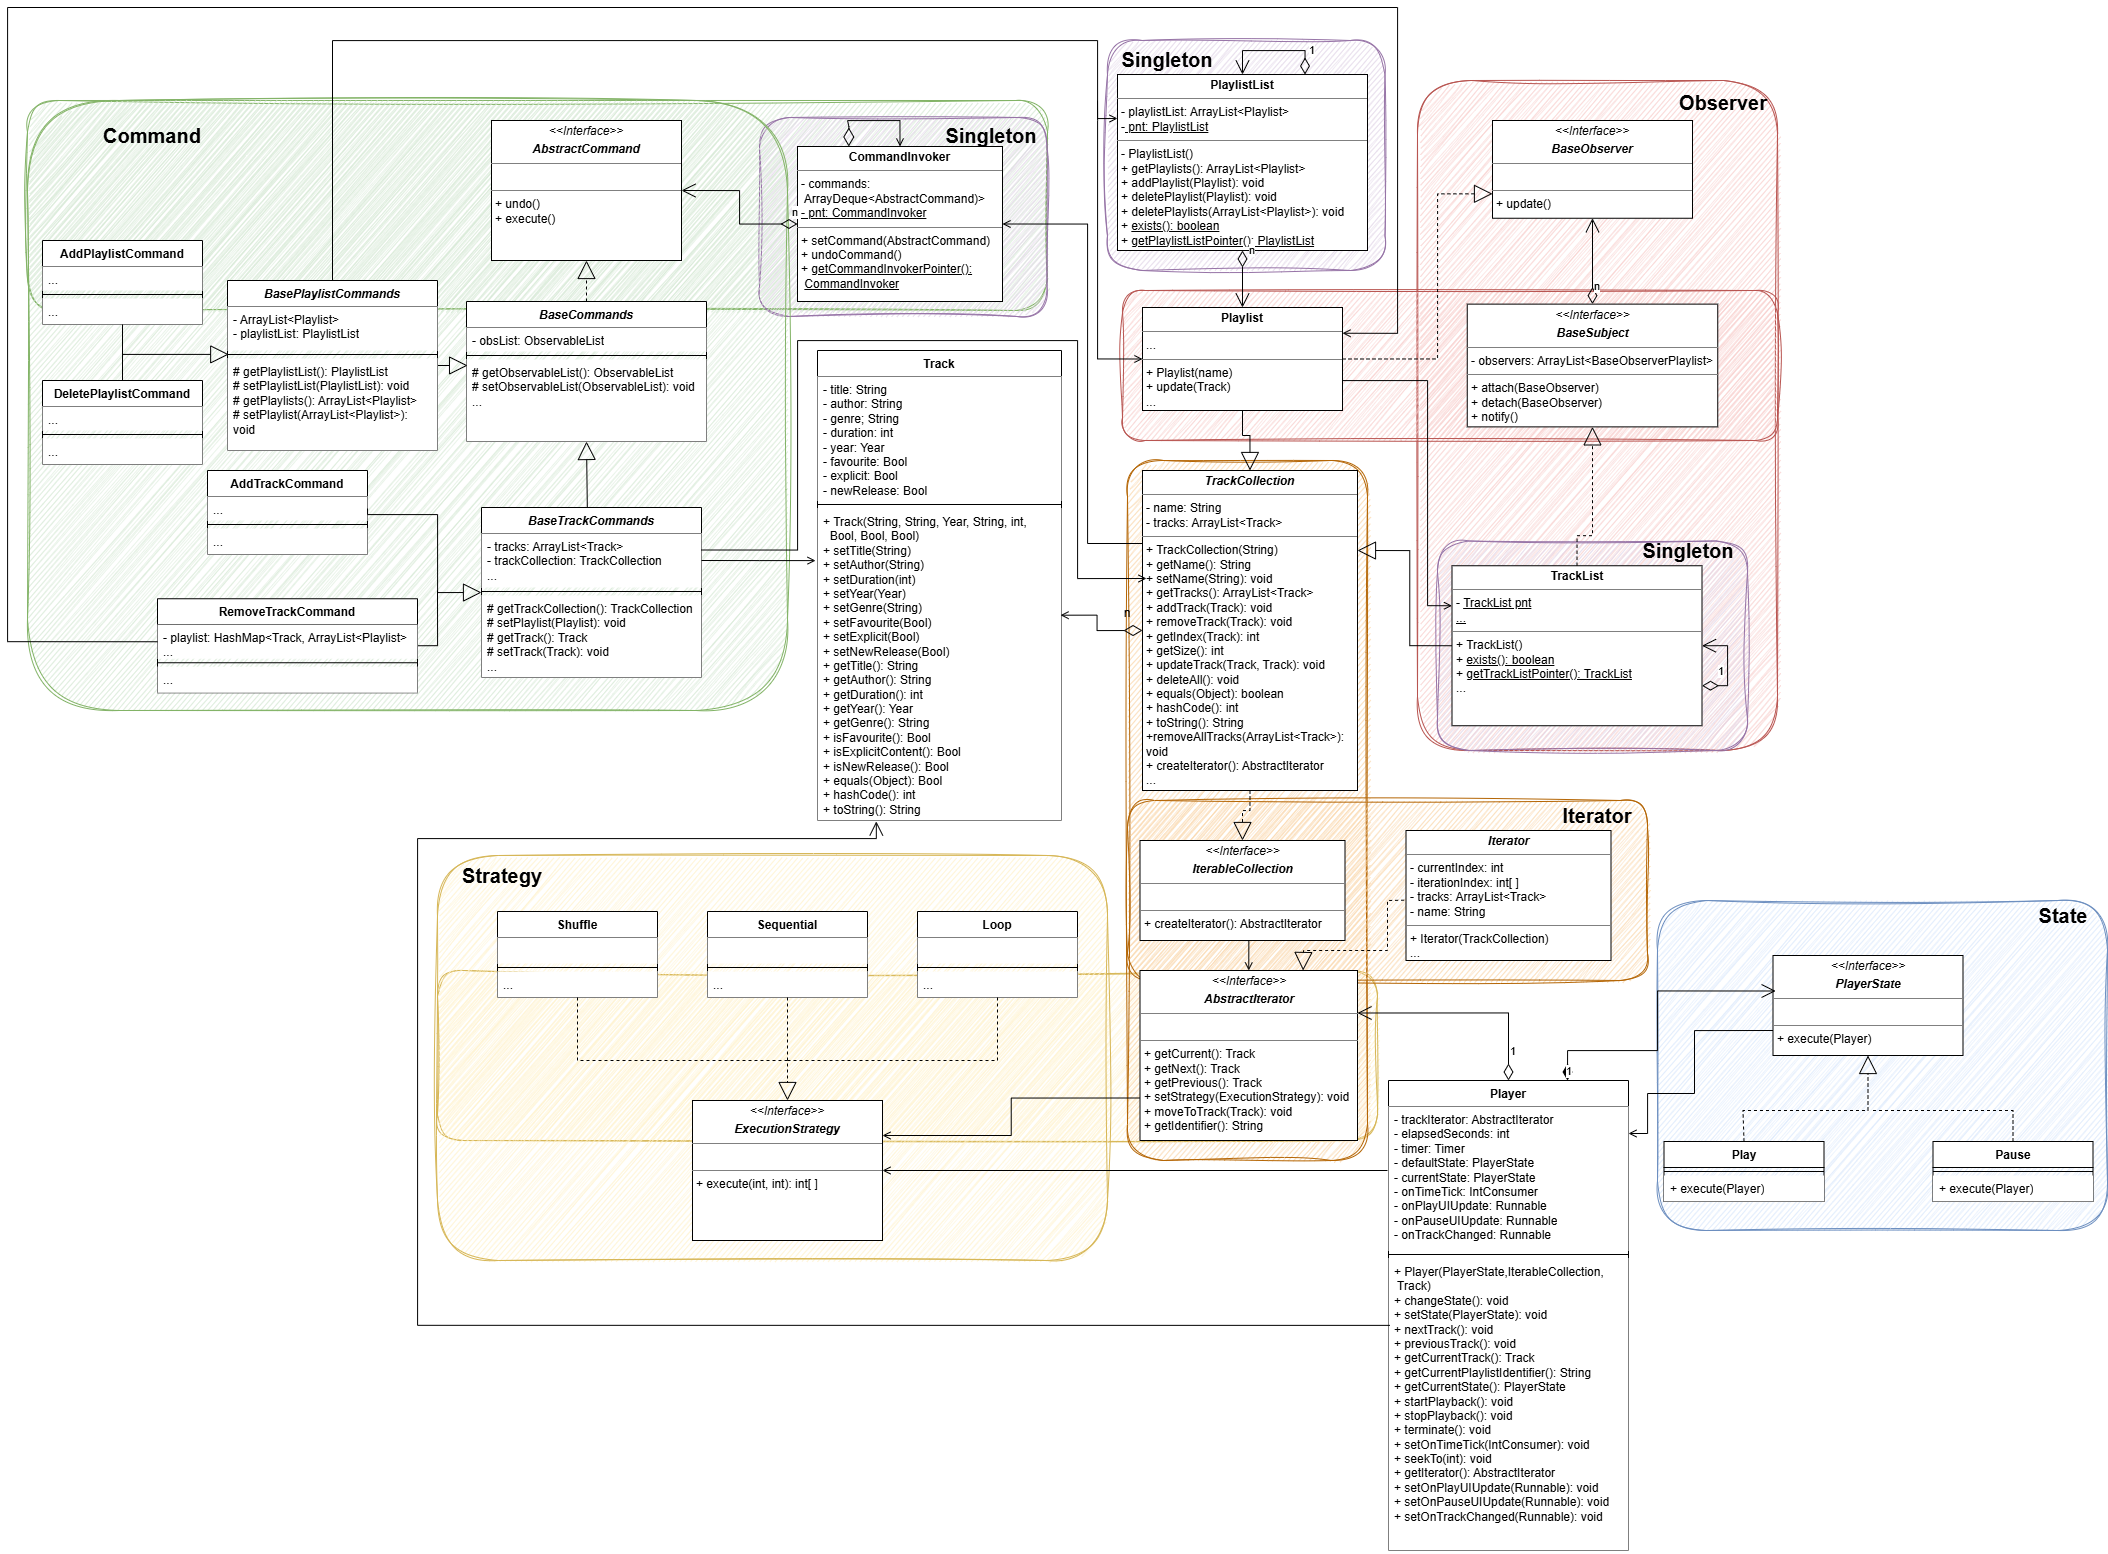 Command
<<Interface>>
AbstractCommand
+ undo()
+ execute()
Singleton
CommandInvoker
- commands:
ArrayDeque<AbstractCommand)>
- pnt: CommandInvoker
n
+ setCommand(AbstractCommand)
+ undoCommand()
+ getCommandInvokerPointer():
CommandInvoker
Singleton
1
PlaylistList
- playlistList: ArrayList<Playlist>
- pnt: PlaylistList
- PlaylistList()
+ getPlaylists(): ArrayList<Playlist>
+ addPlaylist(Playlist): void
+ deletePlaylist(Playlist): void
+ deletePlaylists(ArrayList<Playlist>): void
+ exists(): boolean
+ getPlaylistListPointer(): PlaylistList
n
Observer
<<Interface>>
BaseObserver
+ update()
n
<<Interface>>
BaseSubject
- observers: ArrayList<BaseObserverPlaylist>
+ attach(BaseObserver)
+ detach(BaseObserver)
+ notify()
AddPlaylistCommand
...
...
BasePlaylistCommands
- ArrayList<Playlist>
- playlistList: PlaylistList
# getPlaylistList(): PlaylistList
# setPlaylistList(PlaylistList): void
# getPlaylists(): ArrayList<Playlist>
# setPlaylist(ArrayList<Playlist>):
void
BaseCommands
- obsList: ObservableList
# getObservableList(): ObservableList
# setObservableList(ObservableList): void
...
DeletePlaylistCommand
...
...
AddTrackCommand
...
...
BaseTrackCommands
- tracks: ArrayList<Track>
- trackCollection: TrackCollection
...
# getTrackCollection(): TrackCollection
# setPlaylist(Playlist): void
# getTrack(): Track
# setTrack(Track): void
...
RemoveTrackCommand
- playlist: HashMap<Track, ArrayList<Playlist>
...
...
Track
- title: String
- author: String
- genre; String
- duration: int
- year: Year
- favourite: Bool
- explicit: Bool
- newRelease: Bool
+ Track(String, String, Year, String, int,
Bool, Bool, Bool)
+ setTitle(String)
+ setAuthor(String)
+ setDuration(int)
+ setYear(Year)
+ setGenre(String)
+ setFavourite(Bool)
+ setExplicit(Bool)
+ setNewRelease(Bool)
+ getTitle(): String
+ getAuthor(): String
+ getDuration(): int
+ getYear(): Year
+ getGenre(): String
+ isFavourite(): Bool
+ isExplicitContent(): Bool
+ isNewRelease(): Bool
+ equals(Object): Bool
+ hashCode(): int
+ toString(): String
Playlist
...
+ Playlist(name)
+ update(Track)
...
TrackCollection
- name: String
- tracks: ArrayList<Track>
+ TrackCollection(String)
+ getName(): String
+ setName(String): void
+ getTracks(): ArrayList<Track>
+ addTrack(Track): void
+ removeTrack(Track): void
+ getIndex(Track): int
+ getSize(): int
+ updateTrack(Track, Track): void
+ deleteAll(): void
+ equals(Object): boolean
+ hashCode(): int
+ toString(): String
+removeAllTracks(ArrayList<Track>):
void
+ createIterator(): AbstractIterator
...
n
Singleton
TrackList
- TrackList pnt
...
+ TrackList()
+ exists(): boolean
+ getTrackListPointer(): TrackList
...
1
Iterator
<<Interface>>
IterableCollection
+ createIterator(): AbstractIterator
Iterator
- currentIndex: int
- iterationIndex: int[ ]
- tracks: ArrayList<Track>
- name: String
+ Iterator(TrackCollection)
...
<<Interface>>
AbstractIterator
+ getCurrent(): Track
+ getNext(): Track
+ getPrevious(): Track
+ setStrategy(ExecutionStrategy): void
+ moveToTrack(Track): void
+ getIdentifier(): String
Strategy
Shuffle
...
Sequential
...
Loop
...
<<Interface>>
ExecutionStrategy
+ execute(int, int): int[ ]
1
1
Player
- trackIterator: AbstractIterator
- elapsedSeconds: int
- timer: Timer
- defaultState: PlayerState
- currentState: PlayerState
- onTimeTick: IntConsumer
- onPlayUIUpdate: Runnable
- onPauseUIUpdate: Runnable
- onTrackChanged: Runnable
+ Player(PlayerState,IterableCollection,
Track)
+ changeState(): void
+ setState(PlayerState): void
+ nextTrack(): void
+ previousTrack(): void
+ getCurrentTrack(): Track
+ getCurrentPlaylistIdentifier(): String
+ getCurrentState(): PlayerState
+ startPlayback(): void
+ stopPlayback(): void
+ terminate(): void
+ setOnTimeTick(IntConsumer): void
+ seekTo(int): void
+ getIterator(): AbstractIterator
+ setOnPlayUIUpdate(Runnable): void
+ setOnPauseUIUpdate(Runnable): void
+ setOnTrackChanged(Runnable): void
State
<<Interface>>
PlayerState
+ execute(Player)
Play
+ execute(Player)
Pause
+ execute(Player)